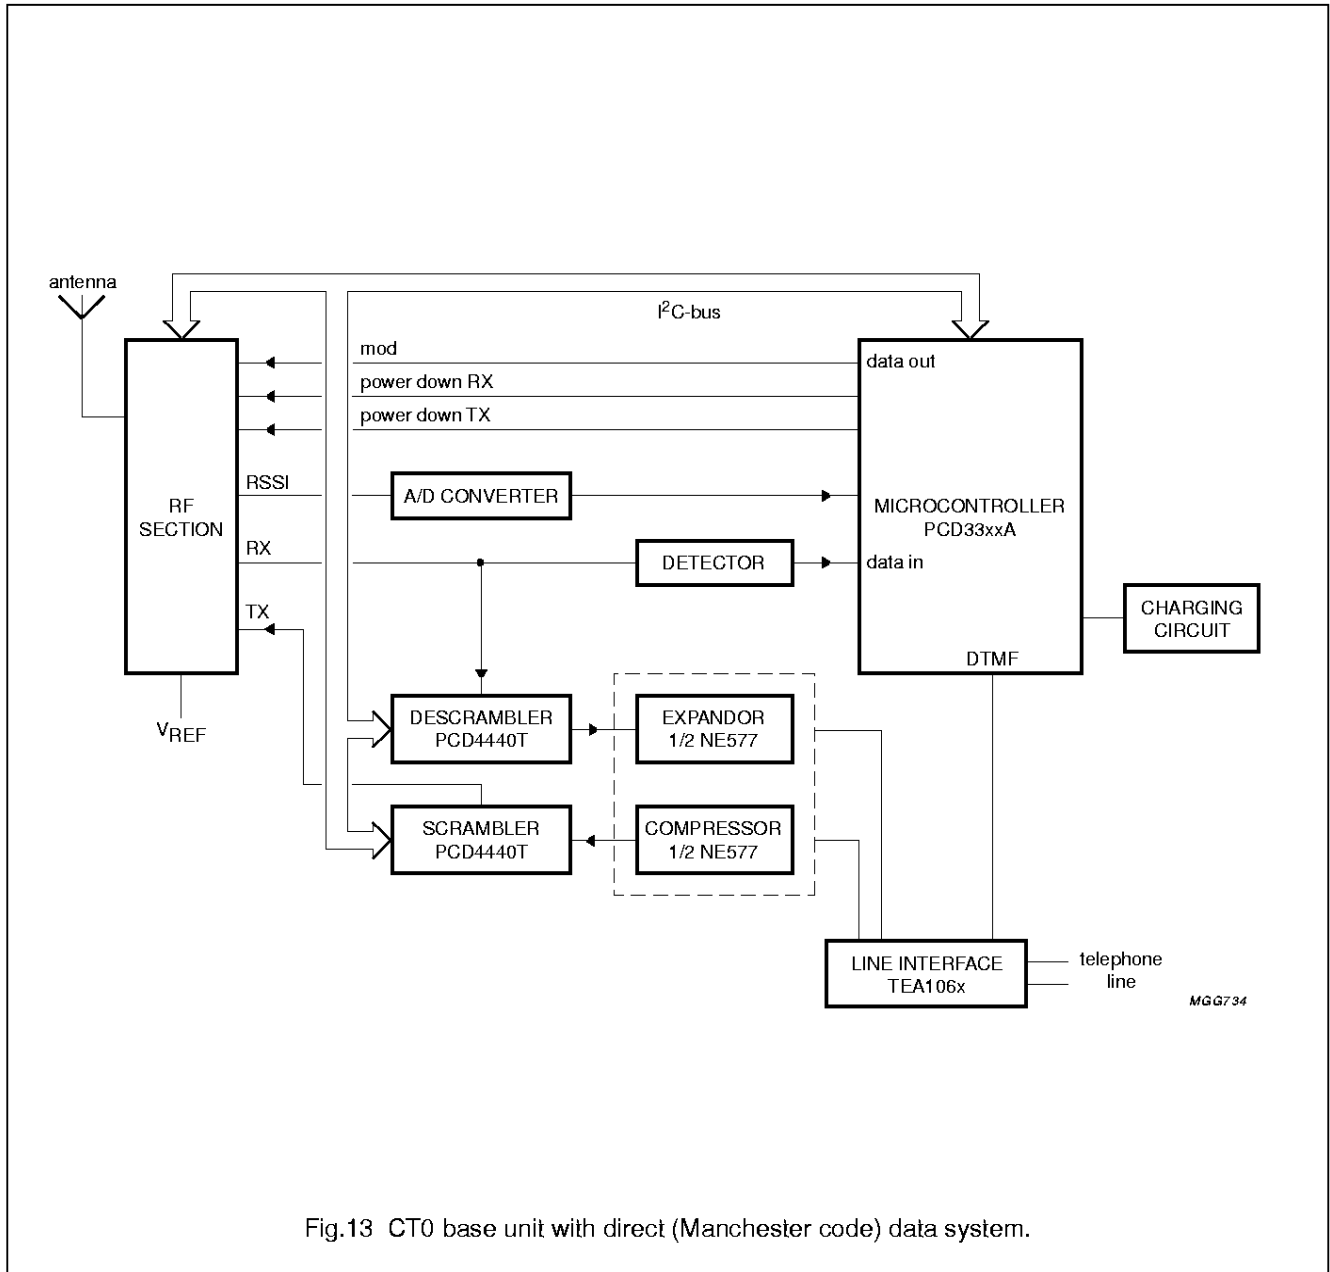 antenna
I²C-bus
mod
data out
power down RX
power down TX
RSSI
A/D CONVERTER
RF
SECTION
MICROCONTROLLER
PCD33xxA
RX
DETECTOR
data in
TX
CHARGING
CIRCUIT
DTMF
VREF
DESCRAMBLER
PCD4440T
EXPANDOR
1/2 NE577
SCRAMBLER
PCD4440T
COMPRESSOR
1/2 NE577
LINE INTERFACE
TEA106x
telephone
line
MGG734
Fig.13 CT0 base unit with direct (Manchester code) data system.